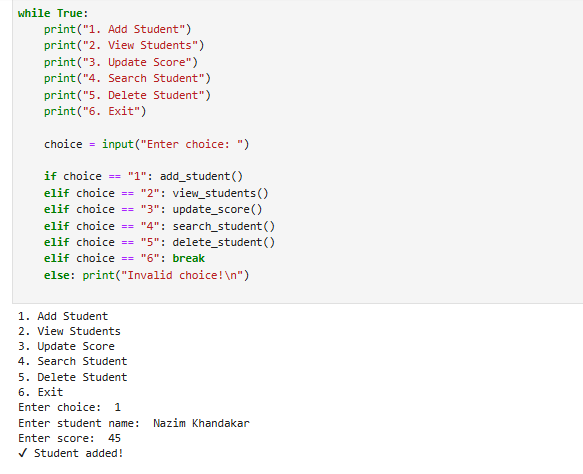 while True:
    print("1. Add Student")
    print("2. View Students")
    print("3. Update Score")
    print("4. Search Student")
    print("5. Delete Student")
    print("6. Exit")
    choice = input("Enter choice: ")
    if choice == "1": add_student()
    elif choice == "2": view_students()
    elif choice == "3": update_score()
    elif choice == "4": search_student()
    elif choice == "5": delete_student()
    elif choice == "6": break
    else: print("Invalid choice!\n")
1. Add Student
2. View Students
3. Update Score
4. Search Student
5. Delete Student
6. Exit
Enter choice:  1
Enter student name:  Nazim Khandakar
Enter score:  45
✓ Student added!